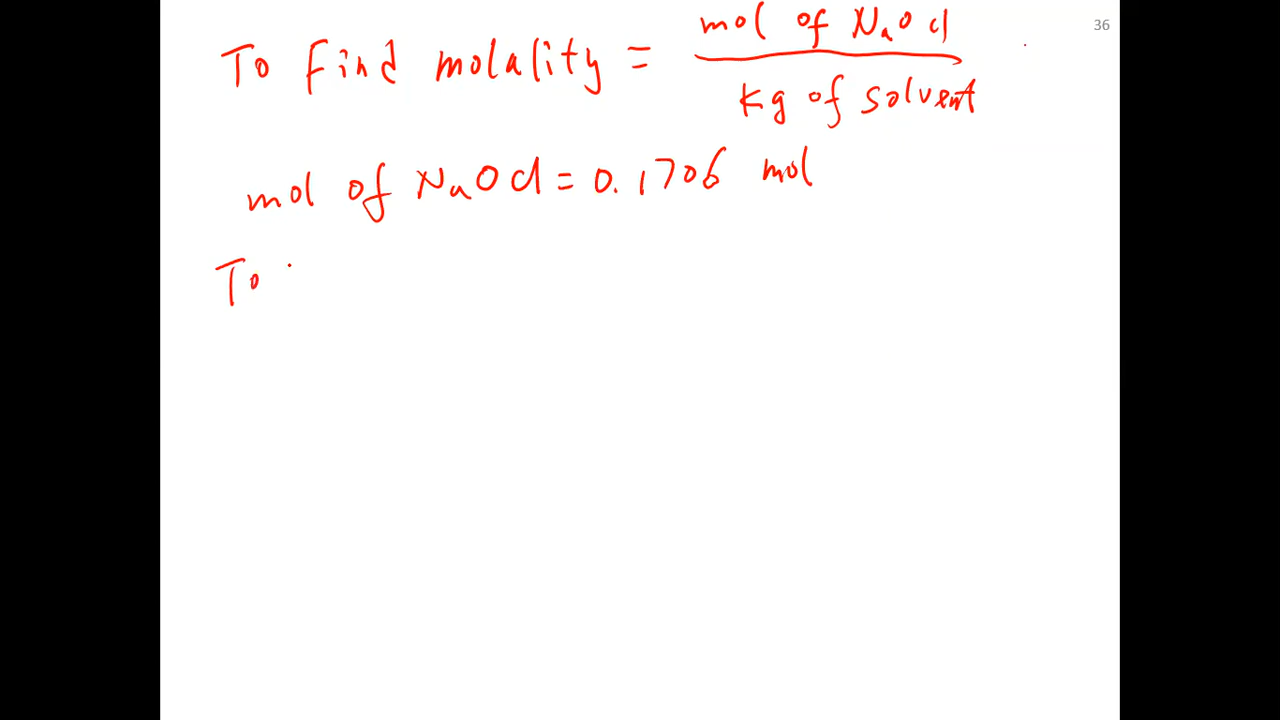 36
To Find molality = mol of NaOCl / kg of solvent
mol of NaOCl = 0.1706 mol
To